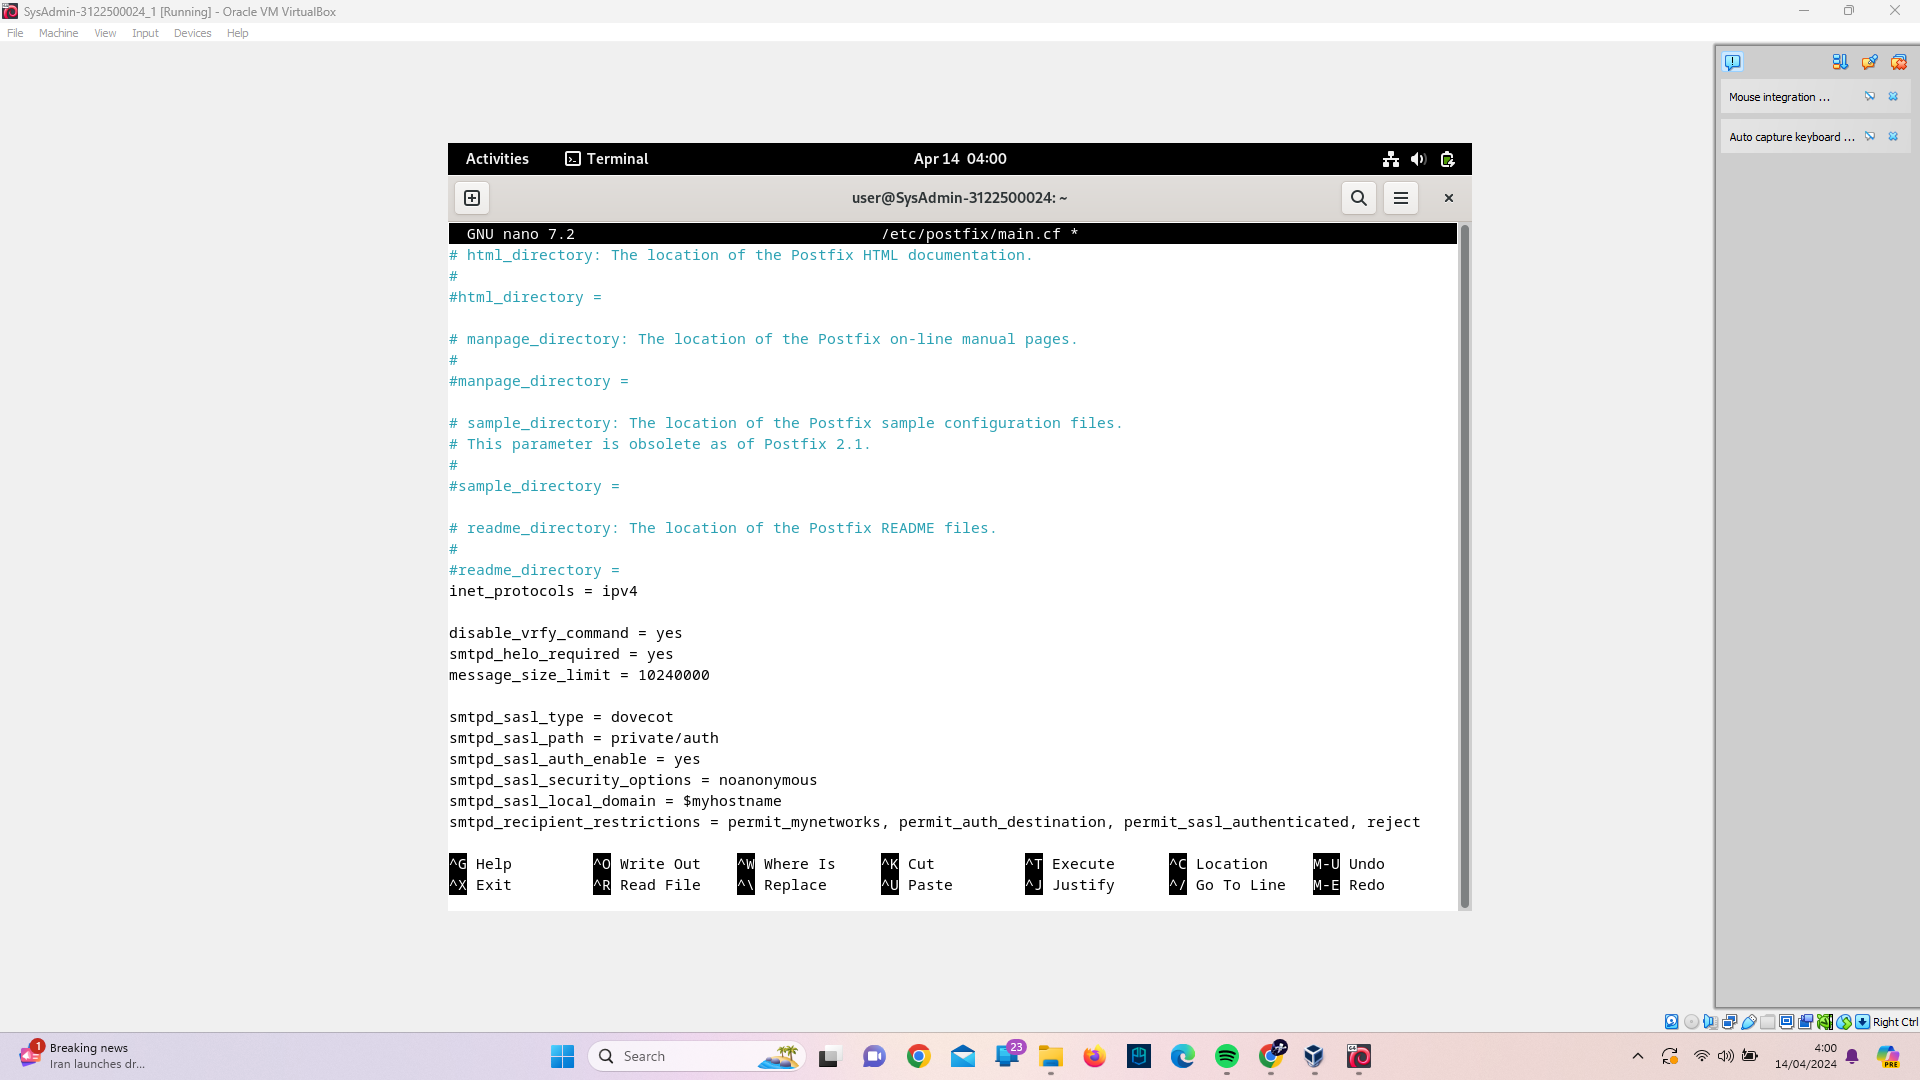 SysAdmin-3122500024_1 [Running] - Oracle VM VirtualBox
File Machine View Input Devices Help
Mouse integration ...
Auto capture keyboard ...
Activities Terminal Apr 14 04:00
user@SysAdmin-3122500024: ~
GNU nano 7.2 /etc/postfix/main.cf *
# html_directory: The location of the Postfix HTML documentation.
#
#html_directory =
# manpage_directory: The location of the Postfix on-line manual pages.
#
#manpage_directory =
# sample_directory: The location of the Postfix sample configuration files.
# This parameter is obsolete as of Postfix 2.1.
#
#sample_directory =
# readme_directory: The location of the Postfix README files.
#
#readme_directory =
inet_protocols = ipv4
disable_vrfy_command = yes
smtpd_helo_required = yes
message_size_limit = 10240000
smtpd_sasl_type = dovecot
smtpd_sasl_path = private/auth
smtpd_sasl_auth_enable = yes
smtpd_sasl_security_options = noanonymous
smtpd_sasl_local_domain = $myhostname
smtpd_recipient_restrictions = permit_mynetworks, permit_auth_destination, permit_sasl_authenticated, reject
^G Help ^O Write Out ^W Where Is ^K Cut ^T Execute ^C Location M-U Undo
^X Exit ^R Read File ^\ Replace ^U Paste ^J Justify ^/ Go To Line M-E Redo
Right Ctrl
1
Breaking news
Iran launches dr...
Search
23
4:00
14/04/2024
PRE